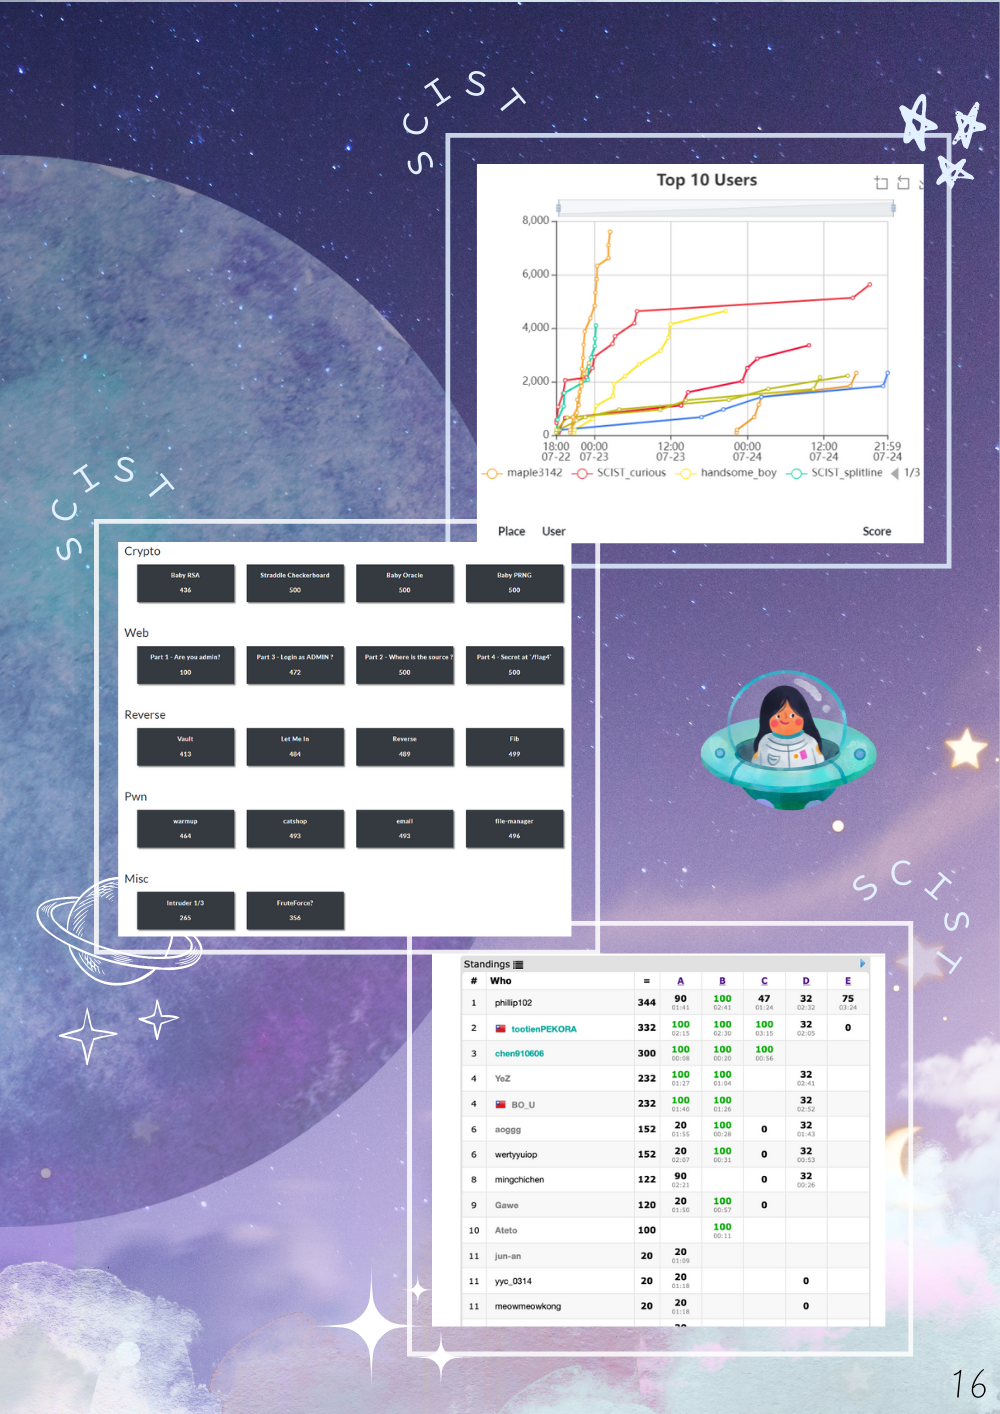 SCIST
Top 10 Users
8,000
6,000
4,000
2,000
0
18:00 00:00 12:00 00:00 12:00 21:59
07-22 07-23 07-23 07-24 07-24 07-24
maple3142 SCIST_curious handsome_boy SCIST_splitline 1/3
Place User Score
SCIST
Crypto
Baby RSA Straddle Checkerboard Baby Oracle Baby PRNG
436 500 500 500
Web
Part 1 - Are you admin? Part 3 - Login as ADMIN ? Part 2 - Where is the source ? Part 4 - Secret at '/flag4'
100 472 500 500
Reverse
Vault Let Me In Reverse Fib
413 484 489 499
Pwn
warmup catshop email file-manager
464 493 493 496
Misc
Intruder 1/3 FruteForce?
265 356
SCIST
Standings
# Who = A B C D E
1 phillip102 344 90 100 47 32 75
01:41 02:41 01:24 02:32 03:24
2 tootienPEKORA 332 100 100 100 32 0
02:15 02:30 03:15 02:05
3 chen910606 300 100 100 100
00:08 00:20 00:56
4 YeZ 232 100 100 32
01:27 01:04 02:41
4 BO_U 232 100 100 32
01:40 01:26 02:52
6 aoggg 152 20 100 0 32
01:55 00:28 01:43
6 wertyyuiop 152 20 100 0 32
02:07 00:31 00:53
8 mingchichen 122 90 0 32
02:21 00:26
9 Gawe 120 20 100 0
01:50 00:57
10 Ateto 100 100
00:11
11 jun-an 20 20
01:09
11 yyc_0314 20 20 0
01:18
11 meowmeowkong 20 20 0
01:18
16